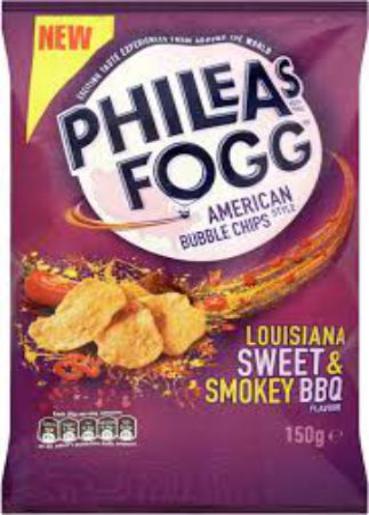 NEW
EXCITING TASTE EXPERIENCES FROM AROUND THE WORLD
PHILEAS
FOGG
AMERICAN
STYLE
BUBBLE CHIPS
LOUISIANA
SWEET &
SMOKEY BBQ
FLAVOUR
150g e